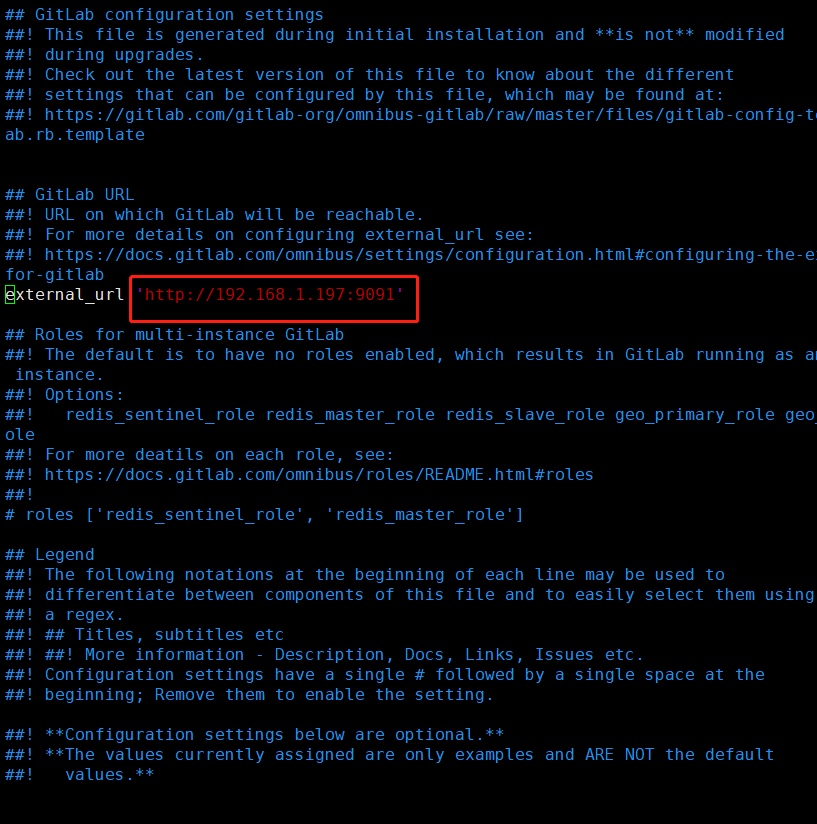 ## GitLab configuration settings
##! This file is generated during initial installation and **is not** modified
##! during upgrades.
##! Check out the latest version of this file to know about the different
##! settings that can be configured by this file, which may be found at:
##! https://gitlab.com/gitlab-org/omnibus-gitlab/raw/master/files/gitlab-config-t
ab.rb.template
## GitLab URL
##! URL on which GitLab will be reachable.
##! For more details on configuring external_url see:
##! https://docs.gitlab.com/omnibus/settings/configuration.html#configuring-the-e
for-gitlab
external_url 'http://192.168.1.197:9091'
## Roles for multi-instance GitLab
##! The default is to have no roles enabled, which results in GitLab running as a
instance.
##! Options:
##!   redis_sentinel_role redis_master_role redis_slave_role geo_primary_role geo_
ole
##! For more deatils on each role, see:
##! https://docs.gitlab.com/omnibus/roles/README.html#roles
##!
# roles ['redis_sentinel_role', 'redis_master_role']
## Legend
##! The following notations at the beginning of each line may be used to
##! differentiate between components of this file and to easily select them using
##! a regex.
##! ## Titles, subtitles etc
##! ##! More information - Description, Docs, Links, Issues etc.
##! Configuration settings have a single # followed by a single space at the
##! beginning; Remove them to enable the setting.
##! **Configuration settings below are optional.**
##! **The values currently assigned are only examples and ARE NOT the default
##!   values.**